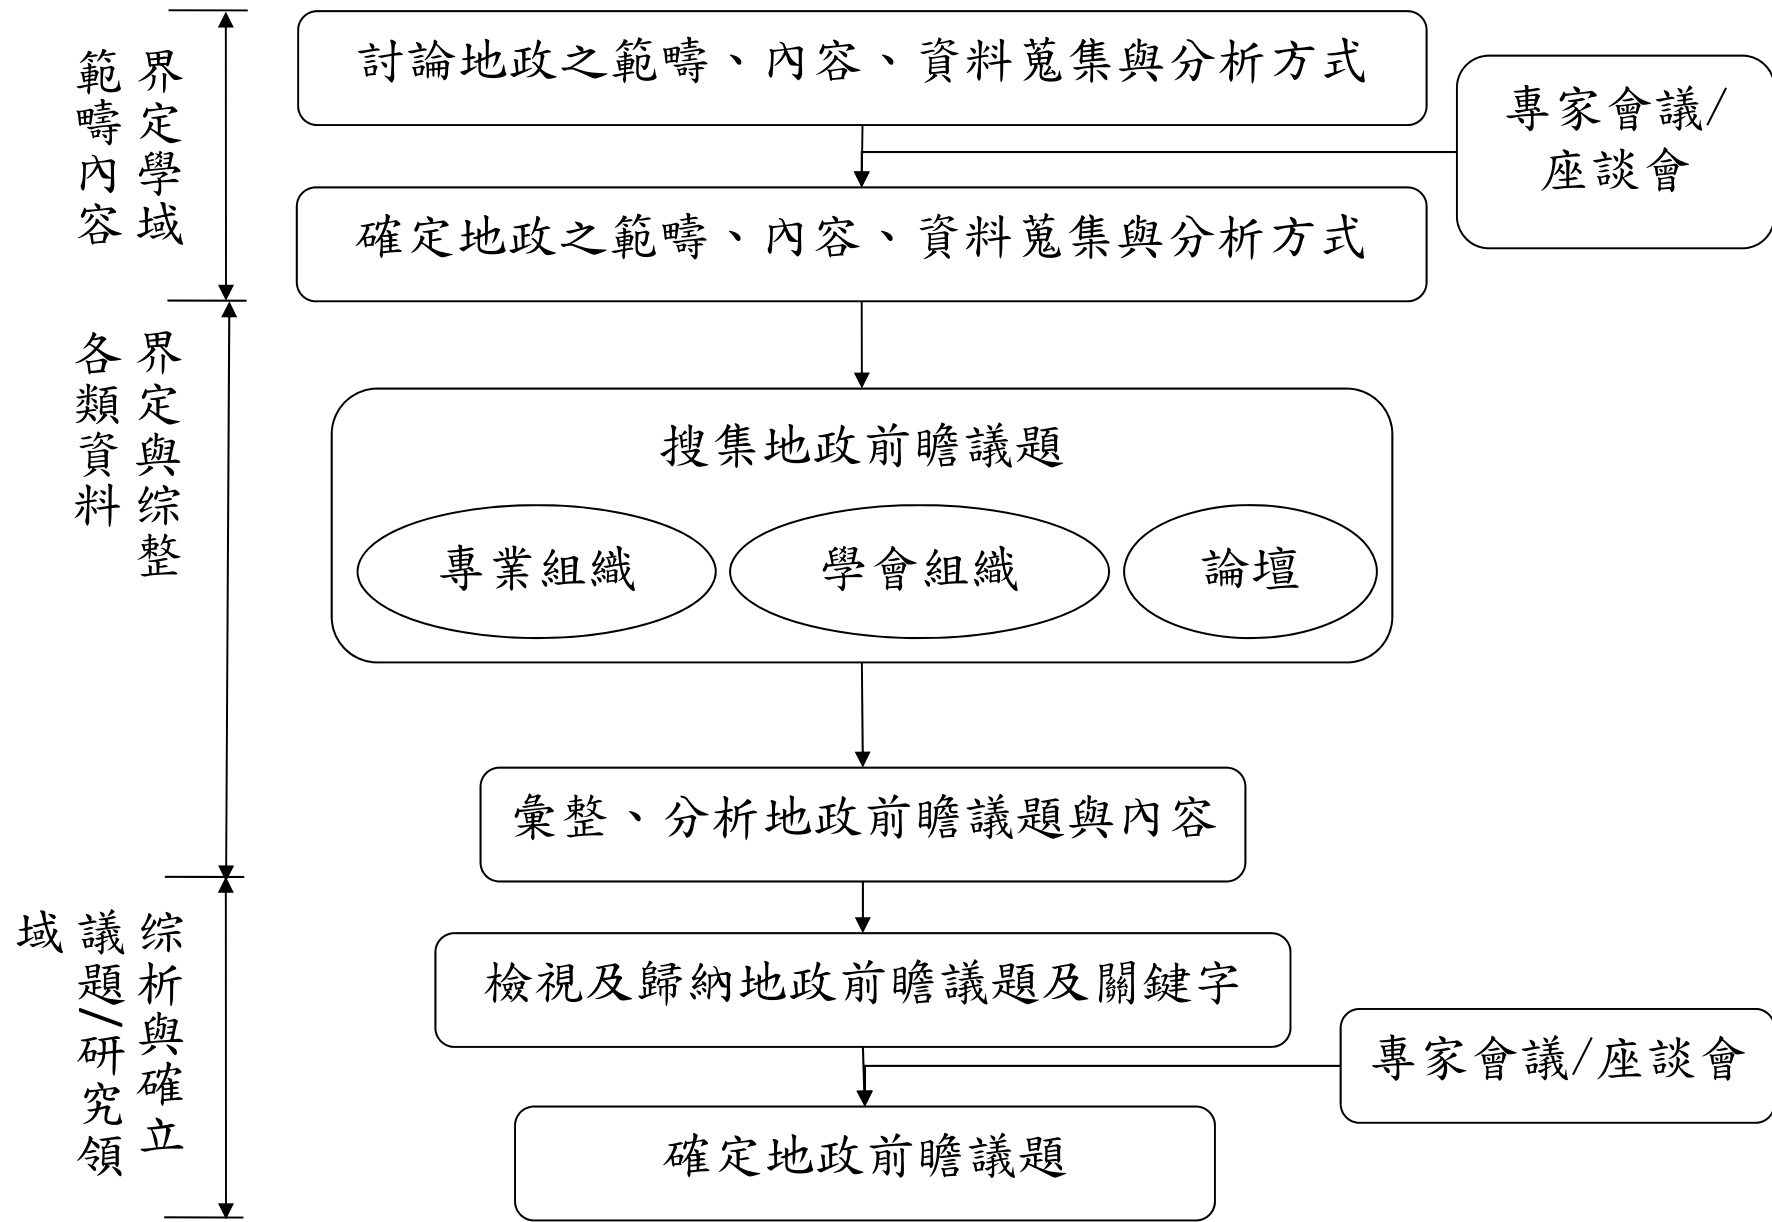 界定學域
範疇內容
討論地政之範疇、內容、資料蒐集與分析方式
專家會議/
座談會
確定地政之範疇、內容、資料蒐集與分析方式
界定與综整
各類資料
搜集地政前瞻議題
專業組織
學會組織
論壇
彙整、分析地政前瞻議題與內容
综析與確立
議題/研究領
域
檢視及歸納地政前瞻議題及關鍵字
專家會議/座談會
確定地政前瞻議題